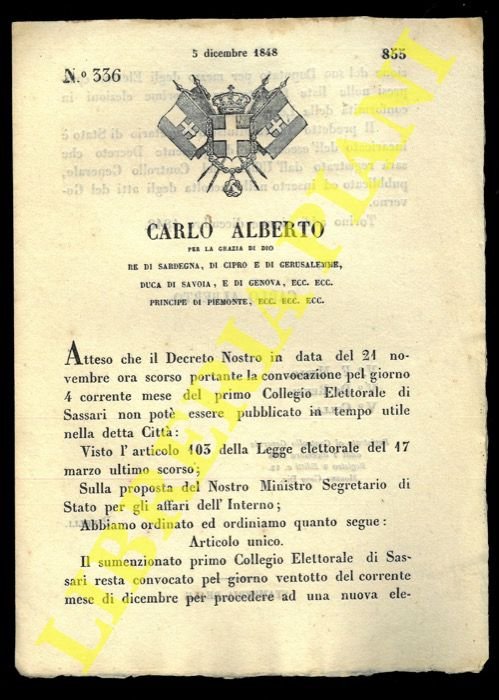 5 dicembre 1848
855
N.º 336
CARLO ALBERTO
PER LA GRAZIA DI DIO
RE DI SARDEGNA, DI CIPRO E DI GERUSALEMME,
DUCA DI SAVOIA, E DI GENOVA, ECC. ECC.
PRINCIPE DI PIEMONTE, ECC. ECC. ECC.
Atteso che il Decreto Nostro in data del 21 no-
vembre ora scorso portante la convocazione pel giorno
4 corrente mese del primo Collegio Elettorale di
Sassari non potè essere pubblicato in tempo utile
nella detta Città:
Visto l'articolo 103 della Legge elettorale del 17
marzo ultimo scorso;
Sulla proposta del Nostro Ministro Segretario di
Stato per gli affari dell'Interno;
Abbiamo ordinato ed ordiniamo quanto segue:
Articolo unico.
Il sumenzionato primo Collegio Elettorale di Sas-
sari resta convocato pel giorno ventotto del corrente
mese di dicembre per procedere ad una nuova ele-
LIBRERIA PIANI